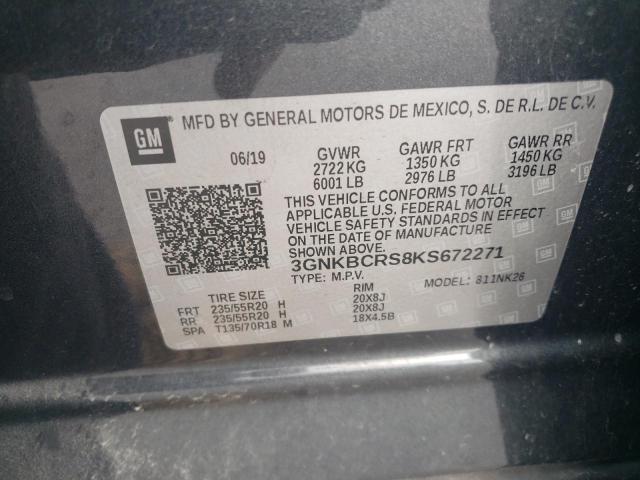 GM
MFD BY GENERAL MOTORS DE MEXICO, S. DE R.L. DE C.V.
06/19 GVWR GAWR FRT GAWR RR
2722 KG 1350 KG 1450 KG
6001 LB 2976 LB 3196 LB
THIS VEHICLE CONFORMS TO ALL
APPLICABLE U.S. FEDERAL MOTOR
VEHICLE SAFETY STANDARDS IN EFFECT
ON THE DATE OF MANUFACTURE
SHOWN ABOVE.
3GNKBCRS8KS672271
TYPE: M.P.V. MODEL: 811NK26
TIRE SIZE RIM
FRT 235/55R20 H 20X8J
RR 235/55R20 H 20X8J
SPA T135/70R18 M 18X4.5B